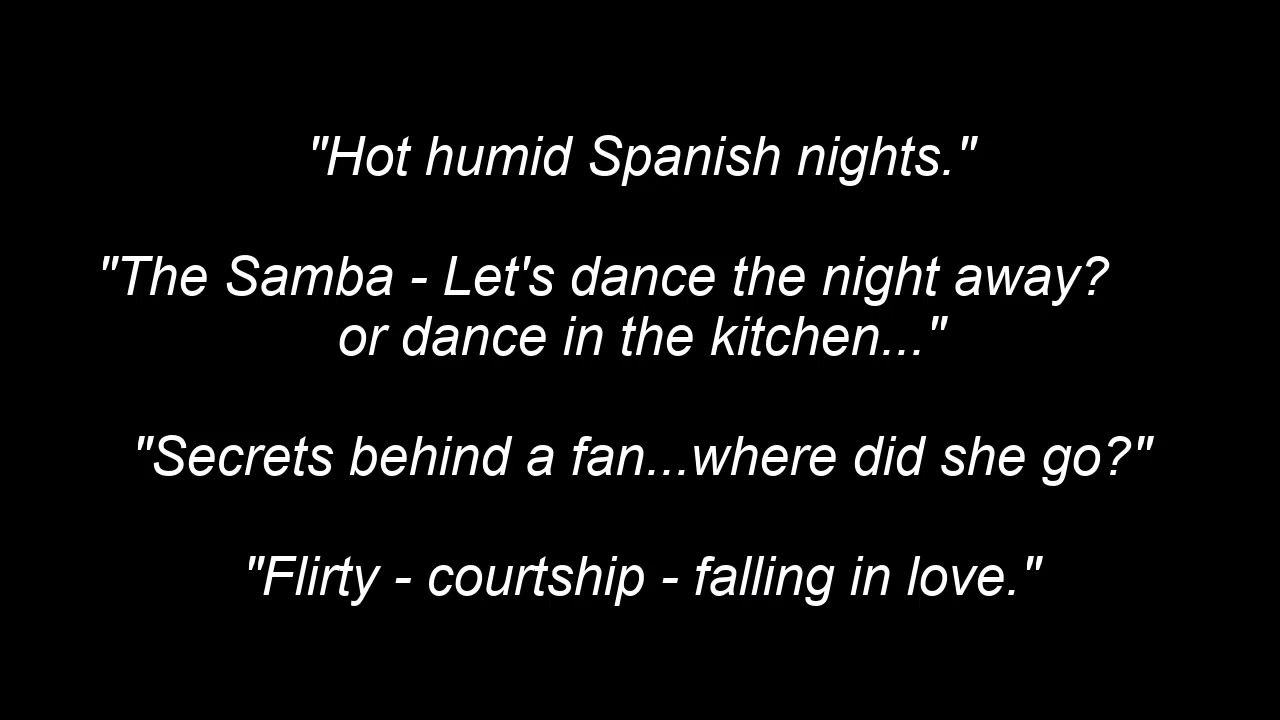 "Hot humid Spanish nights."
"The Samba - Let's dance the night away?
or dance in the kitchen..."
"Secrets behind a fan...where did she go?"
"Flirty - courtship - falling in love."